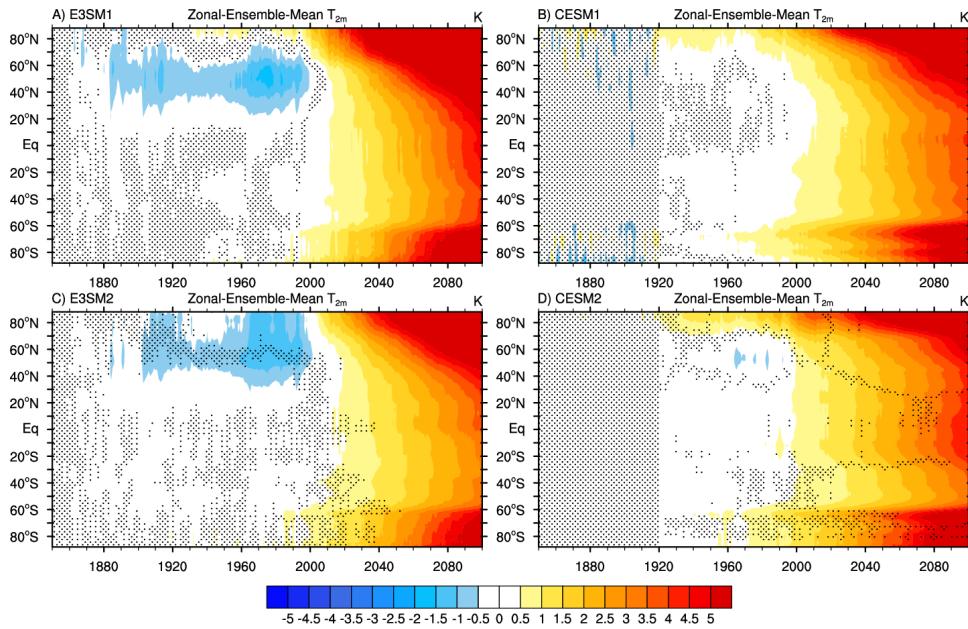 A) E3SM1 Zonal-Ensemble-Mean T2m K
B) CESM1 Zonal-Ensemble-Mean T2m K
80°N
60°N
40°N
20°N
Eq
20°S
40°S
60°S
80°S
80°N
60°N
40°N
20°N
Eq
20°S
40°S
60°S
80°S
1880 1920 1960 2000 2040 2080
1880 1920 1960 2000 2040 2080
C) E3SM2 Zonal-Ensemble-Mean T2m K
D) CESM2 Zonal-Ensemble-Mean T2m K
80°N
60°N
40°N
20°N
Eq
20°S
40°S
60°S
80°S
80°N
60°N
40°N
20°N
Eq
20°S
40°S
60°S
80°S
1880 1920 1960 2000 2040 2080
1880 1920 1960 2000 2040 2080
-5 -4.5 -4 -3.5 -3 -2.5 -2 -1.5 -1 -0.5 0 0.5 1 1.5 2 2.5 3 3.5 4 4.5 5